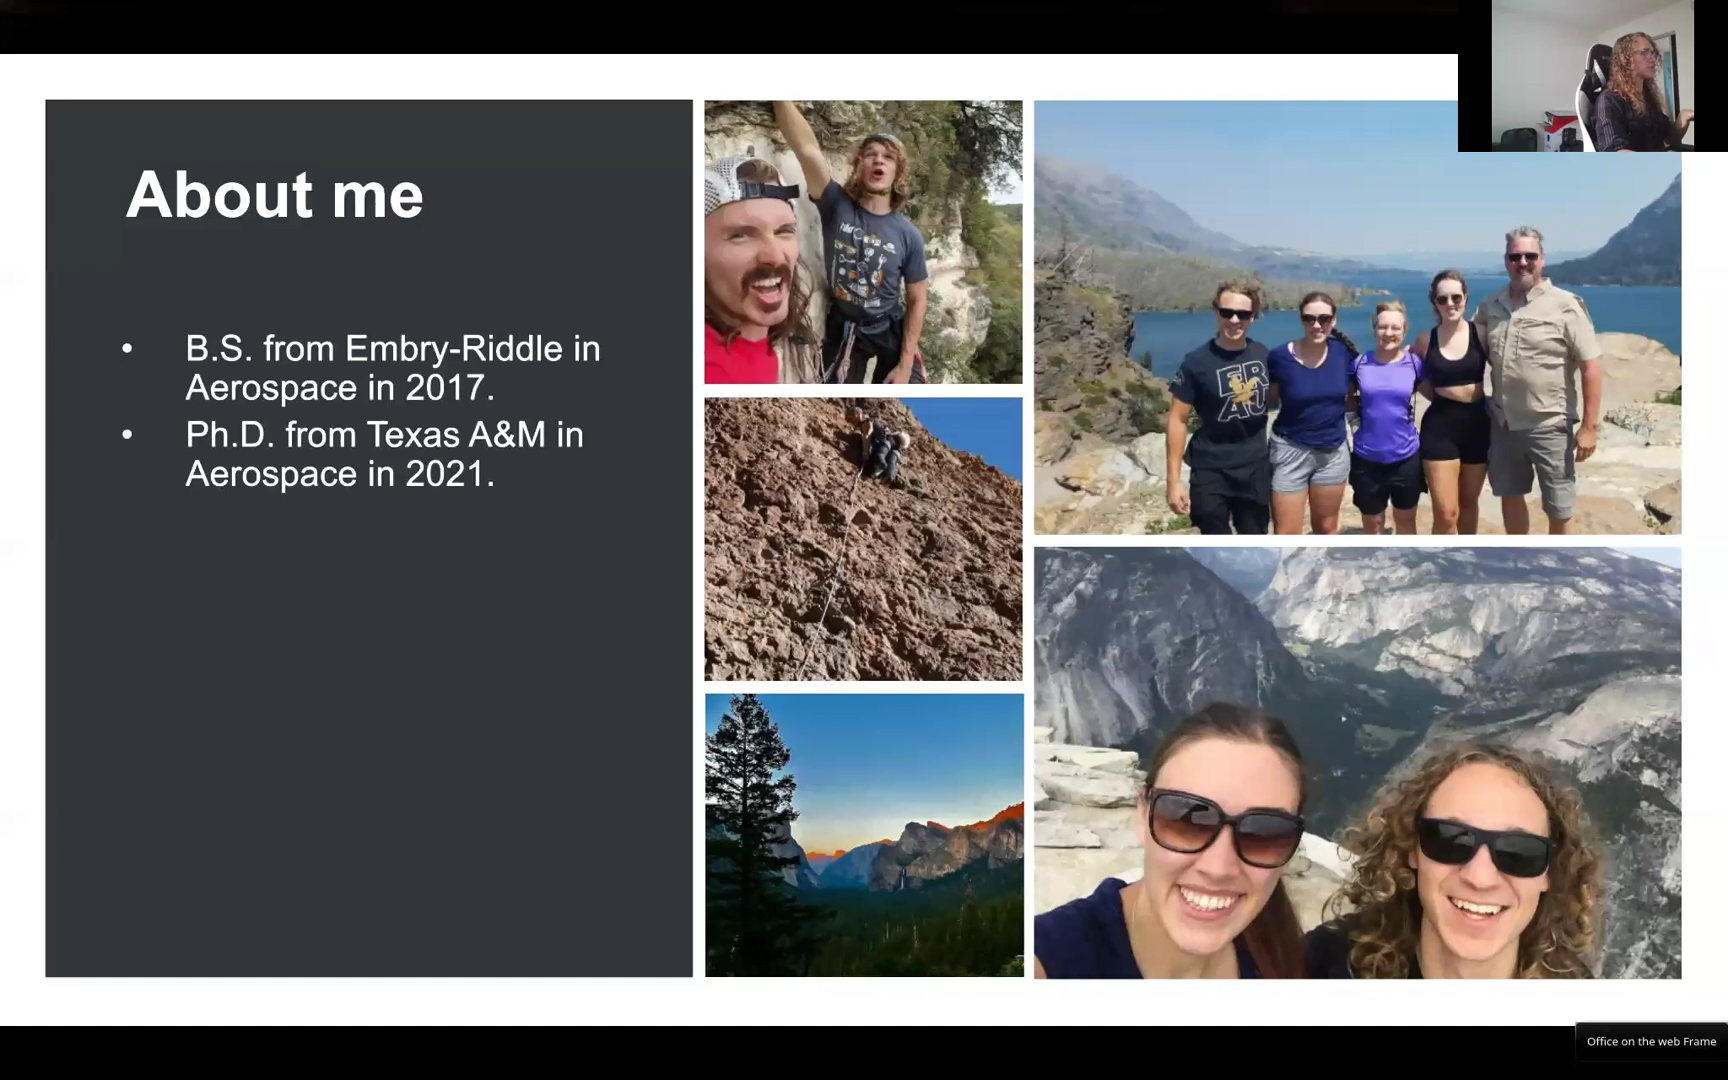 About me
• B.S. from Embry-Riddle in
Aerospace in 2017.
• Ph.D. from Texas A&M in
Aerospace in 2021.
ER
AU
Office on the web Frame